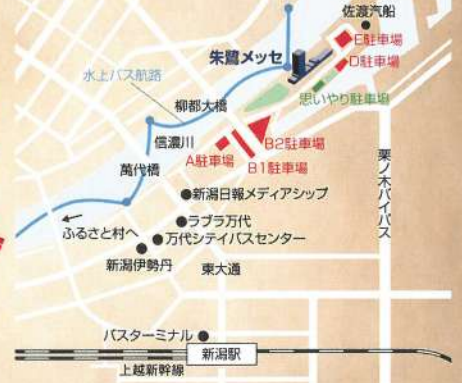 佐渡汽船
E駐車場
朱鷺メッセ
D駐車場
水上バス航路
思いやり駐車場
柳都大橋
信濃川
B2駐車場
A駐車場
B1駐車場
萬代橋
栗ノ木バイパス
新潟日報メディアシップ
ラブラ万代
ふるさと村へ
万代シテイバスセンター
新潟伊勢丹
東大通
バスターミナル
新潟駅
上越新幹線